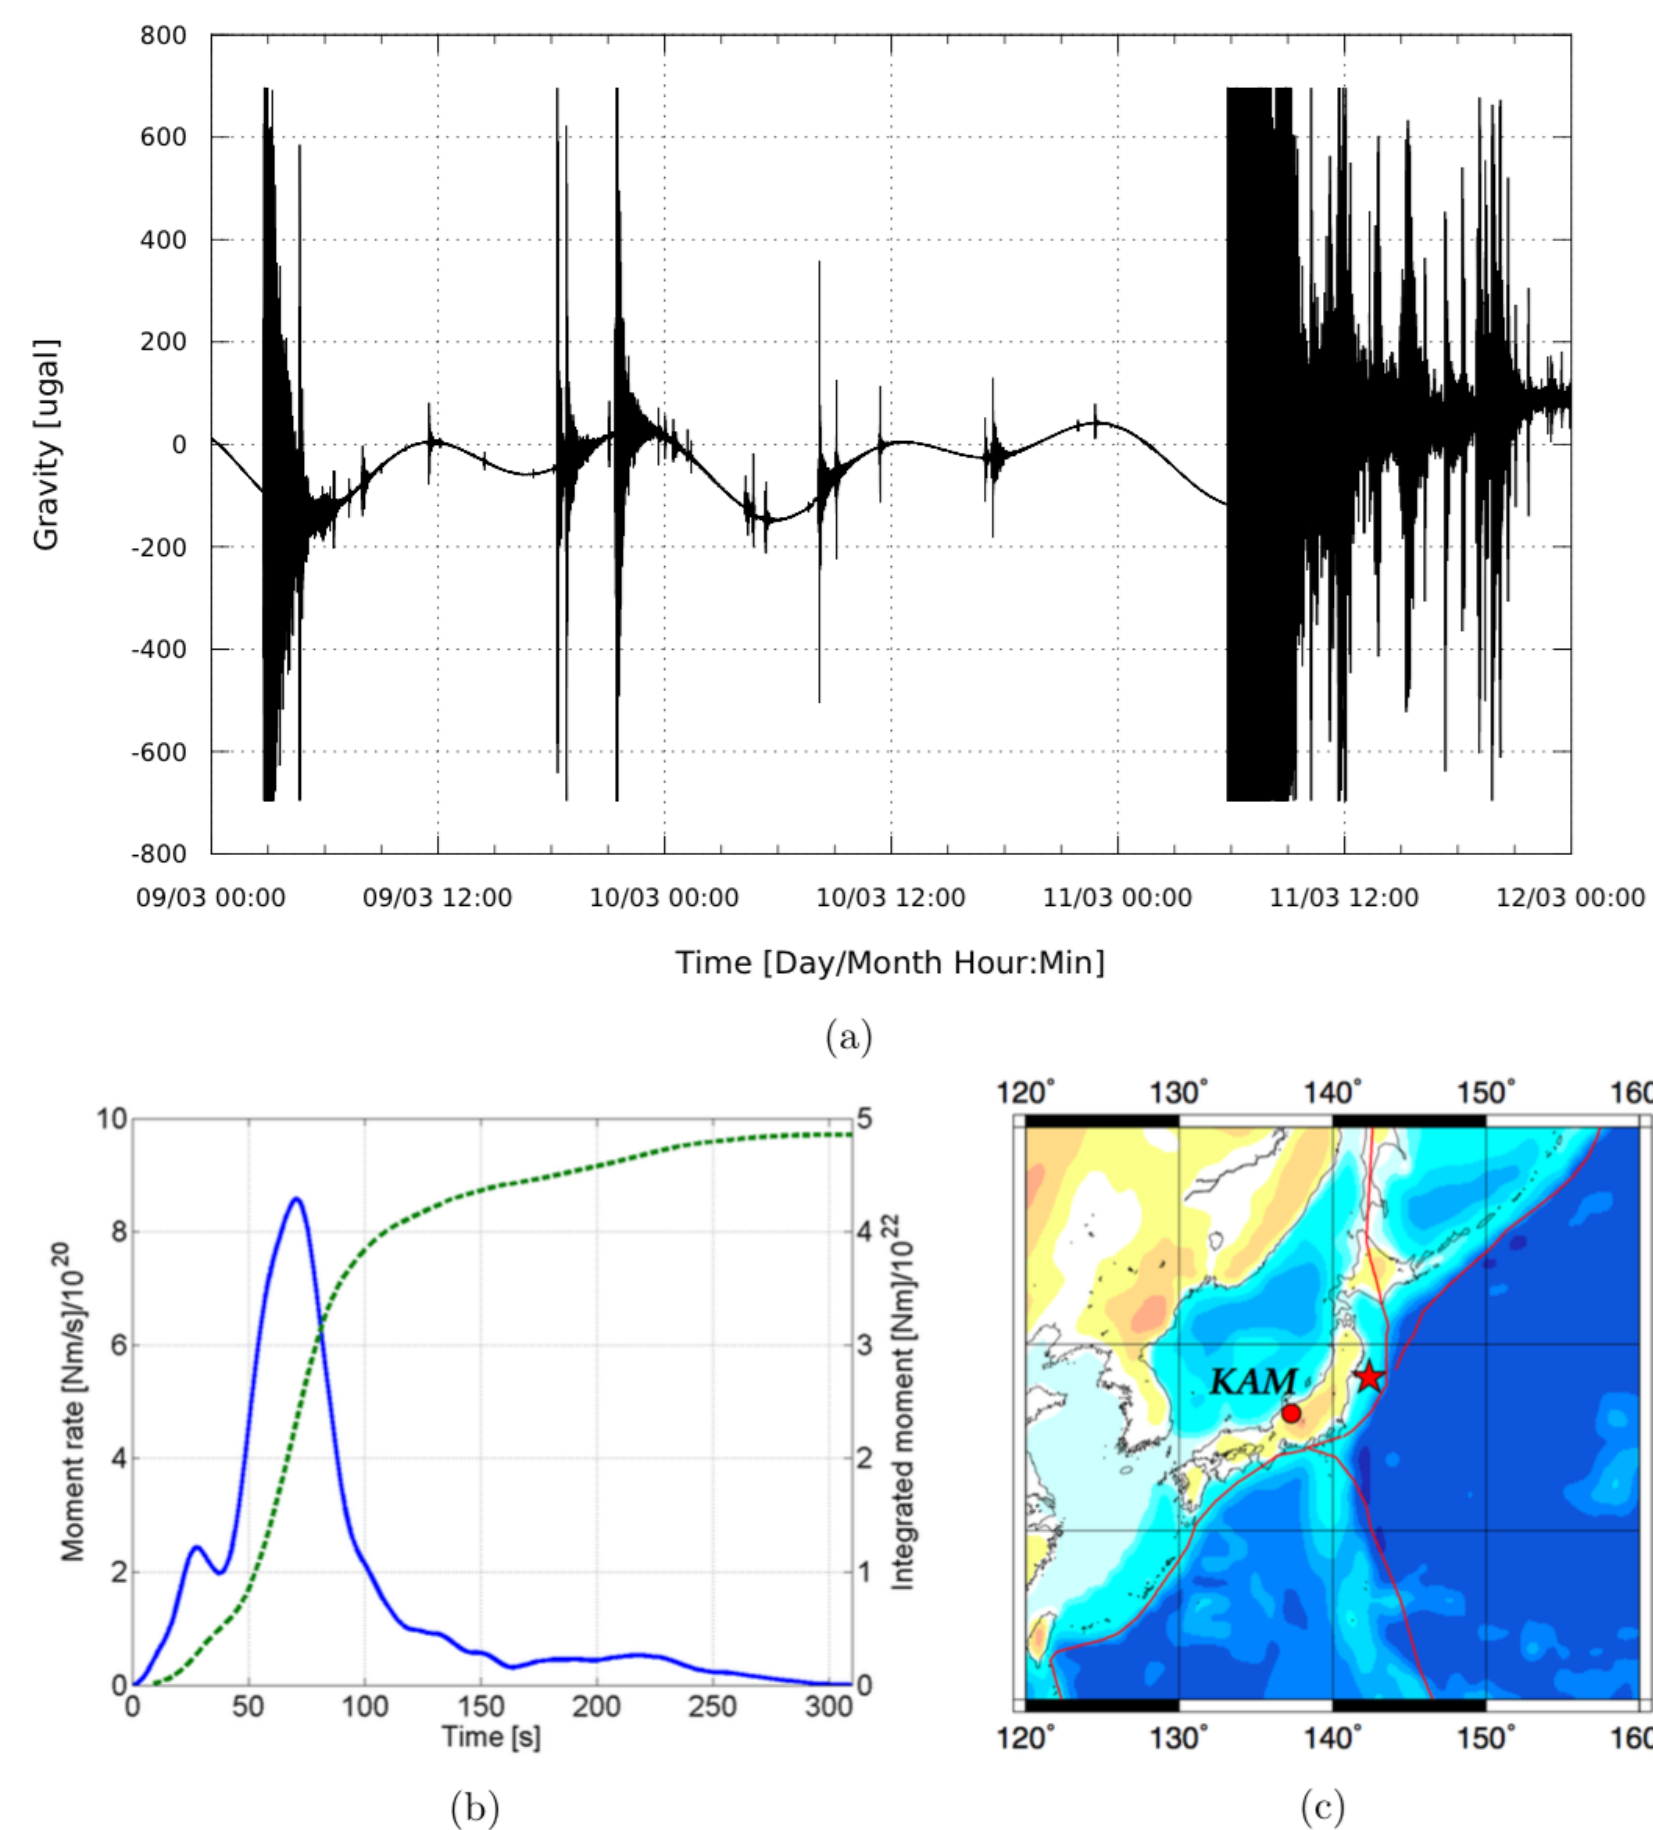 800
600
400
200
0
-200
-400
-600
-800
Gravity [ugal]
09/03 00:00 09/03 12:00 10/03 00:00 10/03 12:00 11/03 00:00 11/03 12:00 12/03 00:00
Time [Day/Month Hour:Min]
(a)
10
8
6
4
2
0
Moment rate [Nm/s]/10^20
5
4
3
2
1
0
Integrated moment [Nm]/10^22
0 50 100 150 200 250 300
Time [s]
(b)
120° 130° 140° 150° 160
KAM
120° 130° 140° 150° 160
(c)